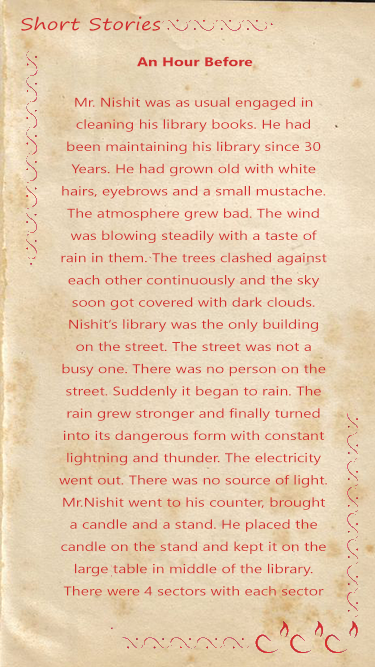 Short Stories
An Hour Before
Mr. Nishit was as usual engaged in
cleaning his library books. He had
been maintaining his library since 30
Years. He had grown old with white
hairs, eyebrows and a small mustache.
The atmosphere grew bad. The wind
was blowing steadily with a taste of
rain in them. The trees clashed against
each other continuously and the sky
soon got covered with dark clouds.
Nishit's library was the only building
on the street. The street was not a
busy one. There was no person on the
street. Suddenly it began to rain. The
rain grew stronger and finally turned
into its dangerous form with constant
lightning and thunder. The electricity
went out. There was no source of light.
Mr.Nishit went to his counter, brought
a candle and a stand. He placed the
candle on the stand and kept it on the
large table in middle of the library.
There were 4 sectors with each sector